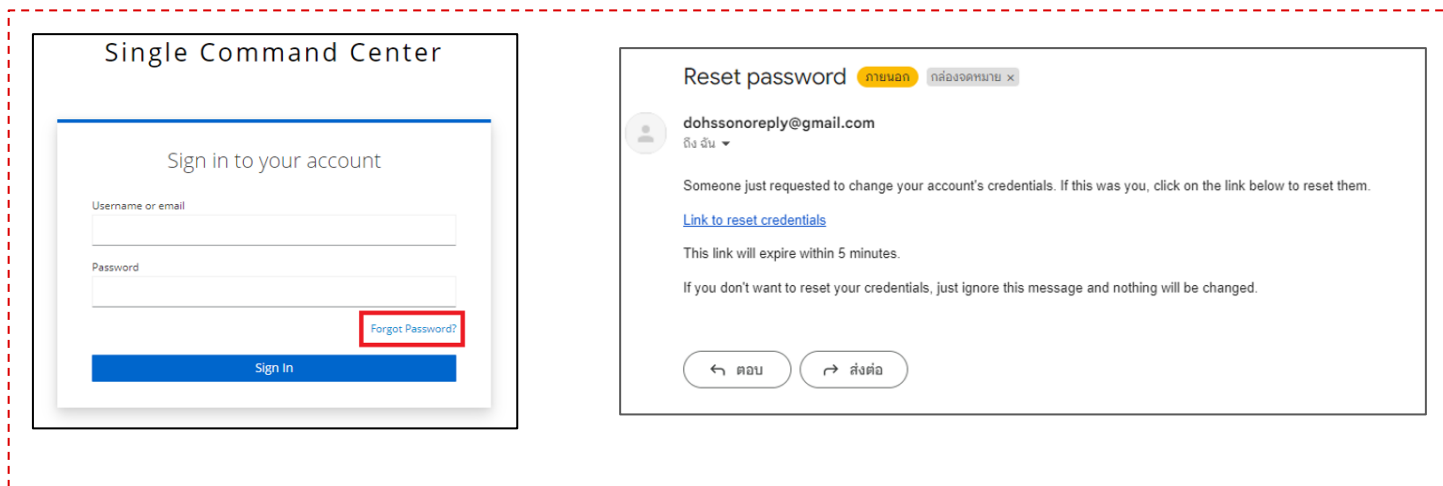 Single Command Center
Sign in to your account
Username or email
Password
Forgot Password?
Sign In
Reset password ภายนอก กล่องจดหมาย ×
dohssonoreply@gmail.com
ถึง ฉัน
Someone just requested to change your account's credentials. If this was you, click on the link below to reset them.
Link to reset credentials
This link will expire within 5 minutes.
If you don't want to reset your credentials, just ignore this message and nothing will be changed.
ตอบ ส่งต่อ